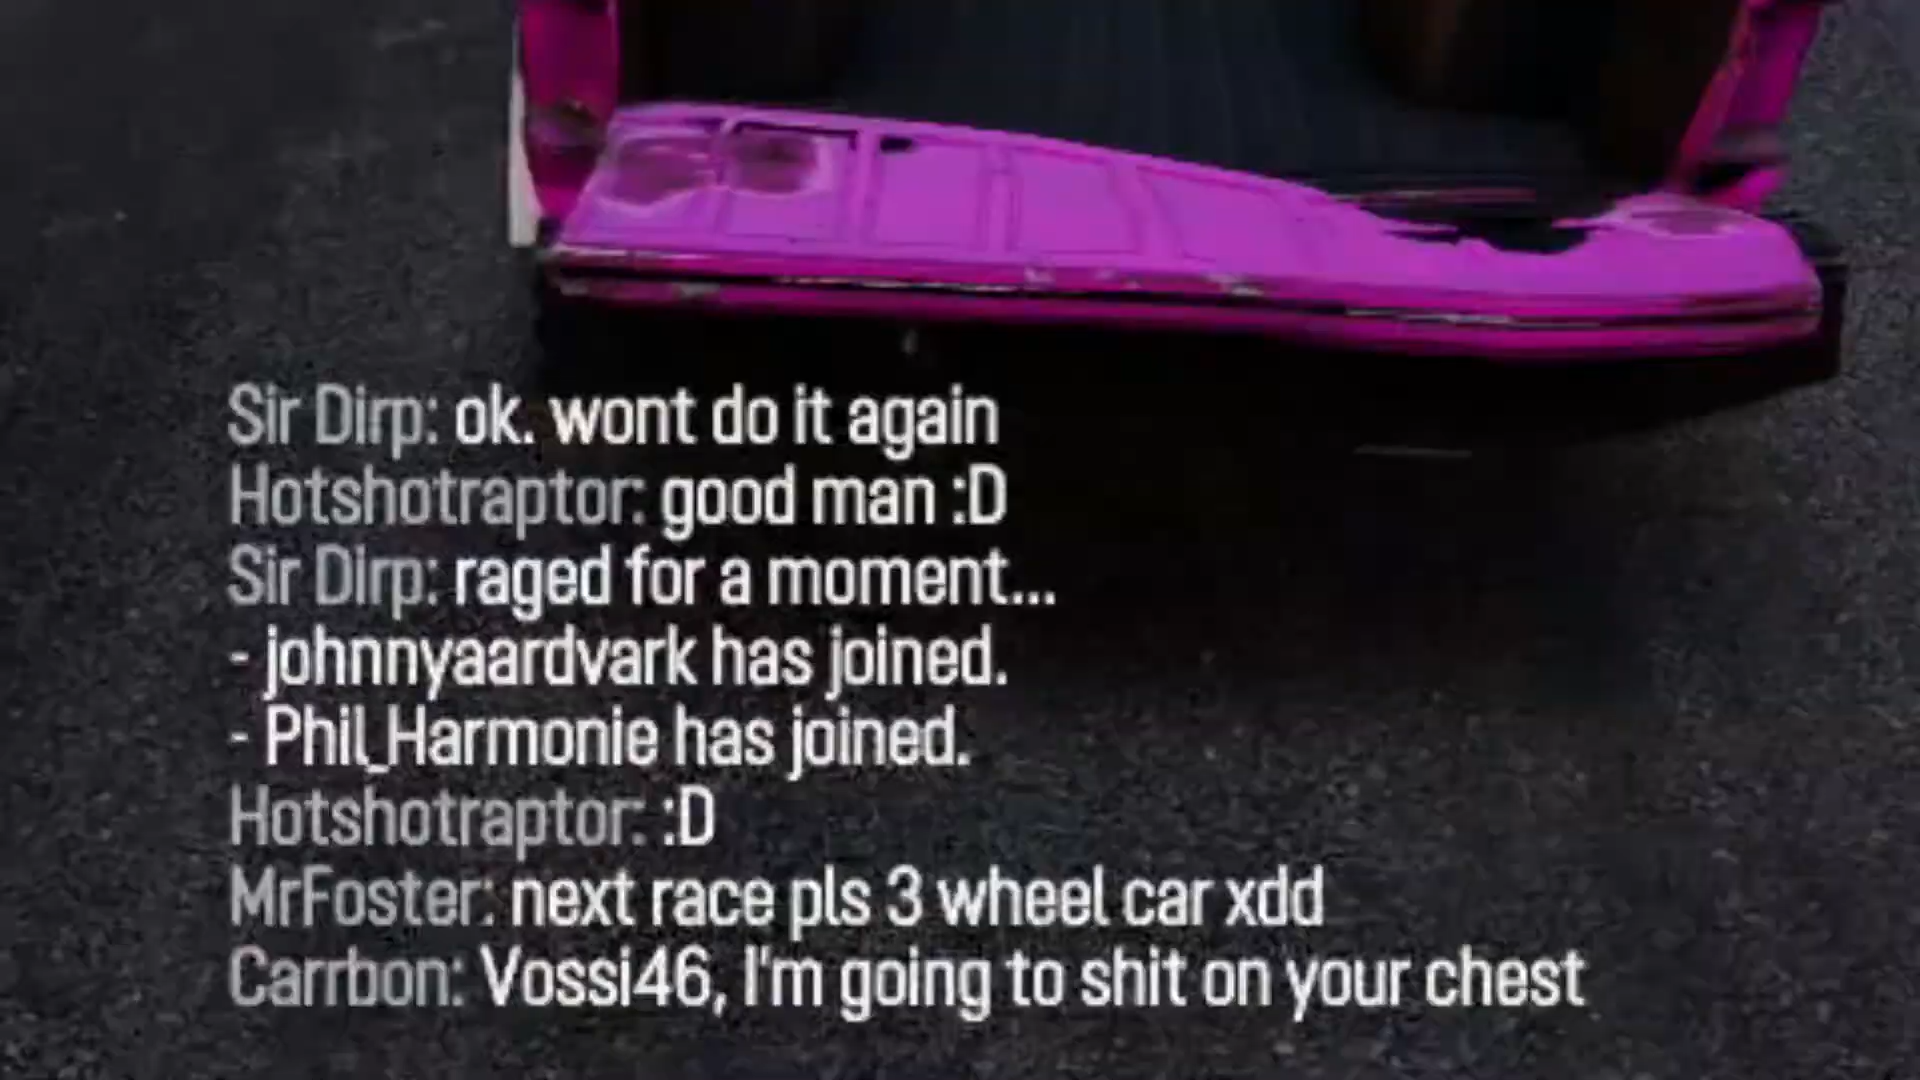 Sir Dirp: ok. wont do it again
Hotshotraptor: good man :D
Sir Dirp: raged for a moment...
- johnnyaardvark has joined.
- Phil_Harmonie has joined.
Hotshotraptor: :D
MrFoster: next race pls 3 wheel car xdd
Carrbon: Vossi46, I'm going to shit on your chest